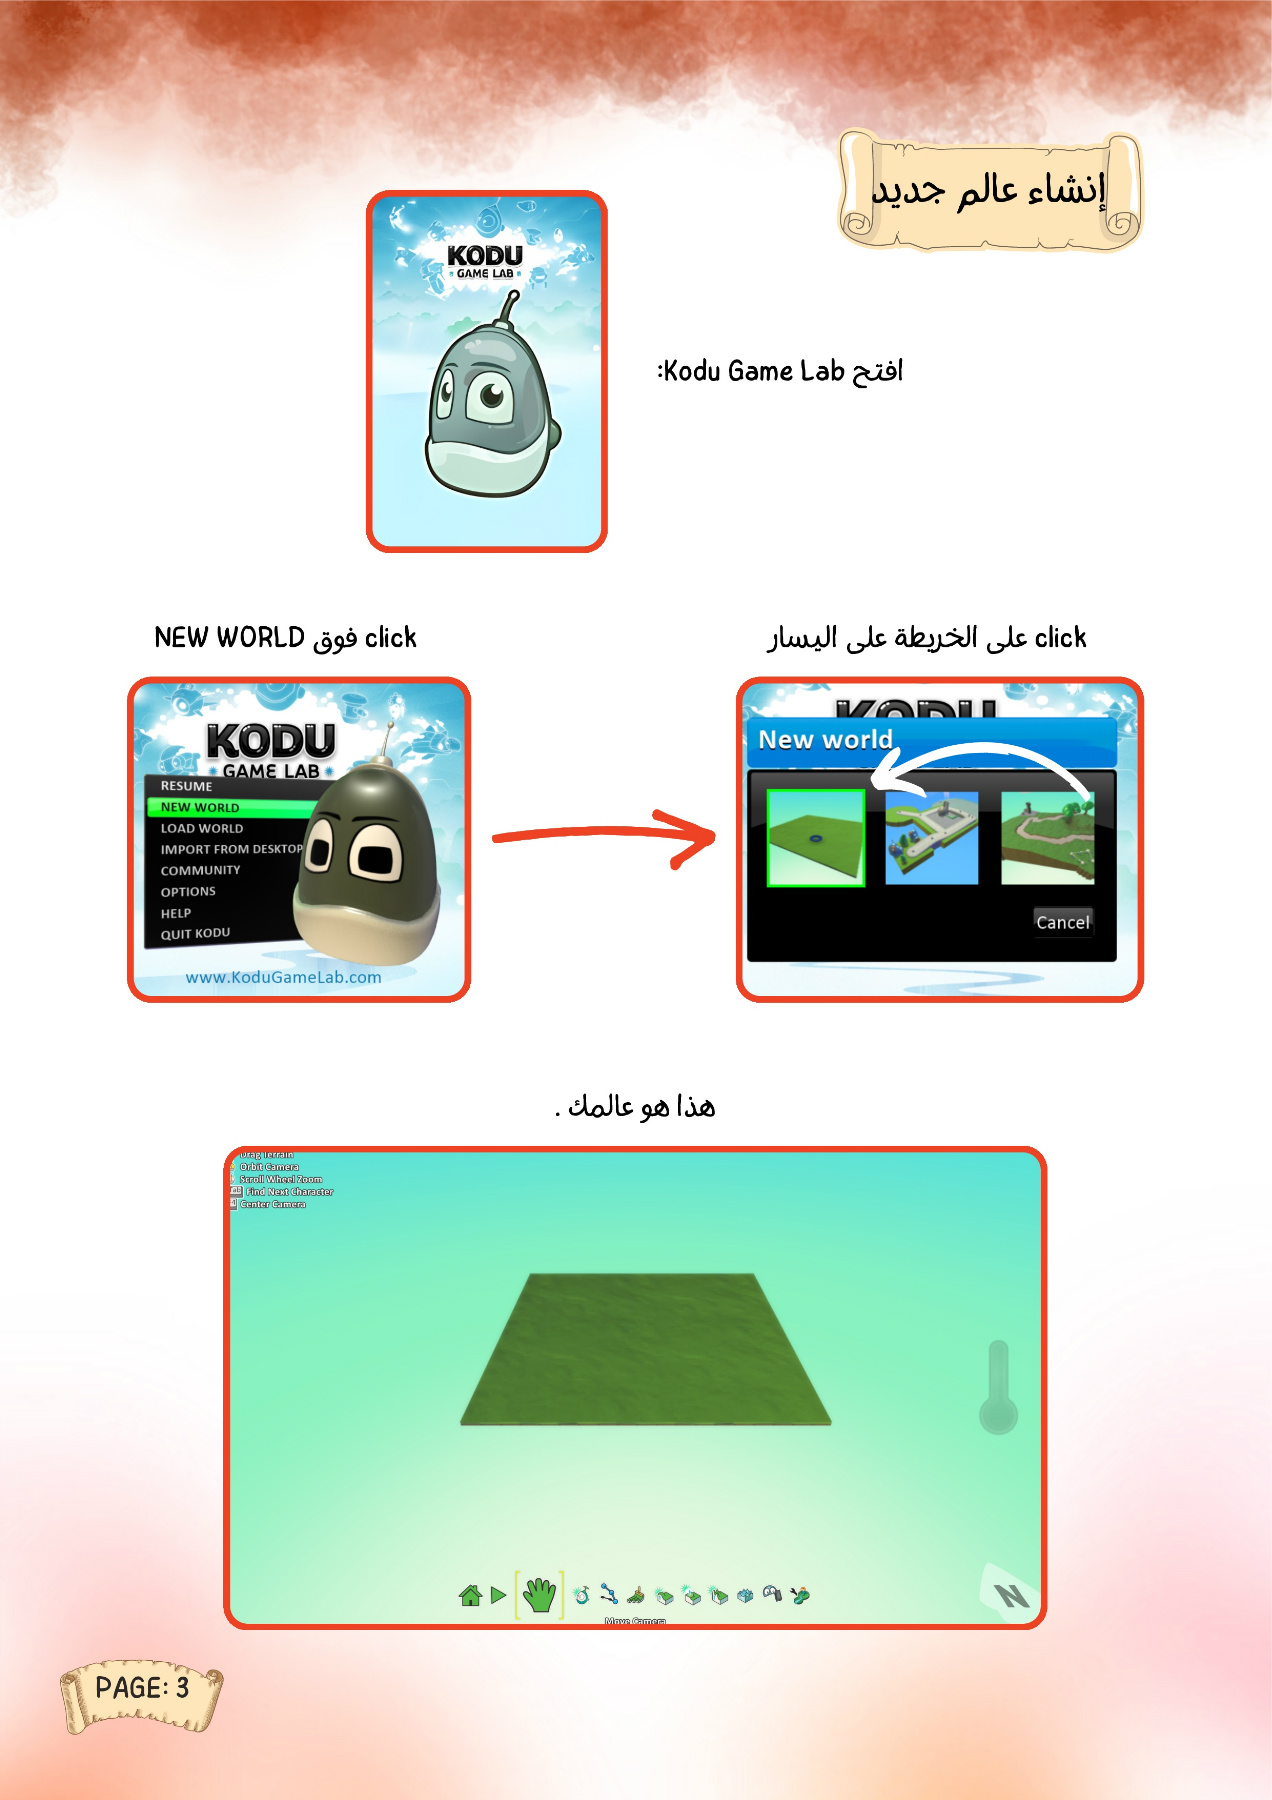 إنشاء عالم جديد
KODU
GAME LAB
افتح Kodu Game Lab:
click فوق NEW WORLD
click على الخريطة على اليسار
KODU
GAME LAB
RESUME
NEW WORLD
LOAD WORLD
IMPORT FROM DESKTOP
COMMUNITY
OPTIONS
HELP
QUIT KODU
www.KoduGameLab.com
KODU
New world
Cancel
هذا هو عالمك .
Drag Terrain
Orbit Camera
Scroll Wheel Zoom
Find Next Character
Center Camera
Move Camera
N
PAGE: 3